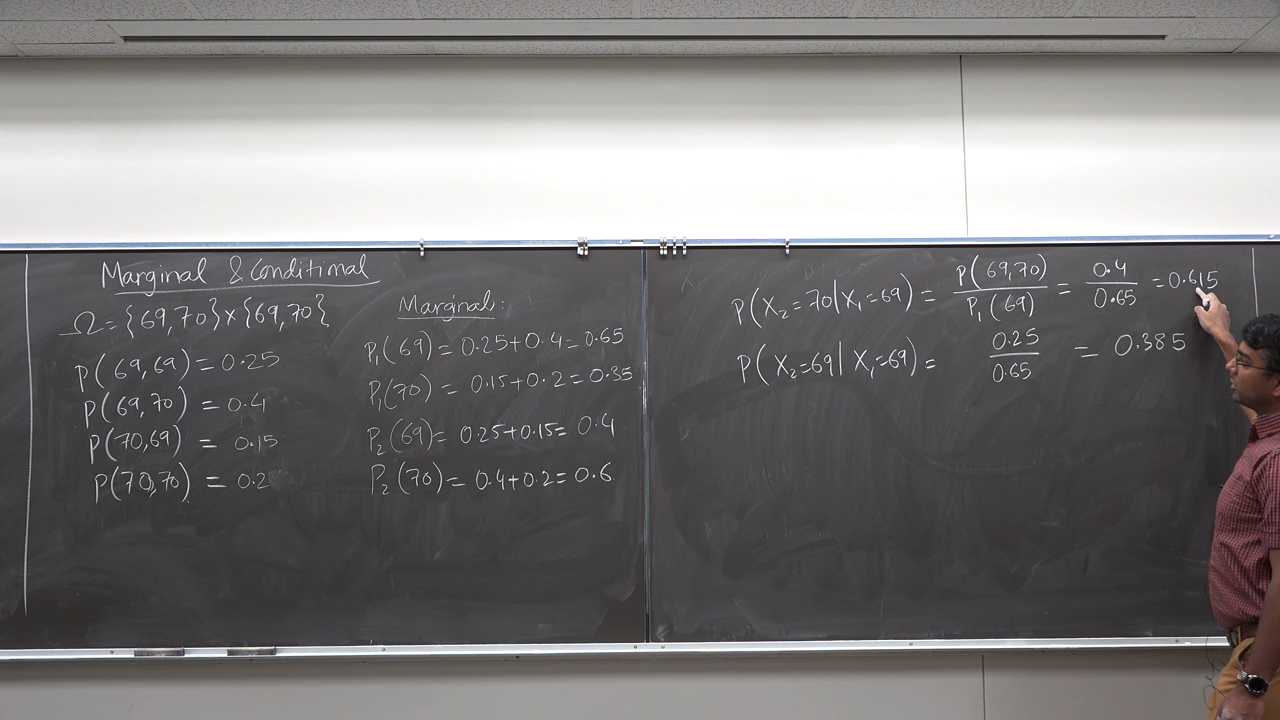 Marginal & Conditional
Ω = {69,70} × {69,70}
P(69,69) = 0.25
P(69,70) = 0.4
P(70,69) = 0.15
P(70,70) = 0.2
Marginal:
P₁(69) = 0.25+0.4 = 0.65
P₁(70) = 0.15+0.2 = 0.35
P₂(69) = 0.25+0.15 = 0.4
P₂(70) = 0.4+0.2 = 0.6
P(X₂=70|X₁=69) = P(69,70) / P₁(69) = 0.4 / 0.65 = 0.615
P(X₂=69|X₁=69) = 0.25 / 0.65 = 0.385